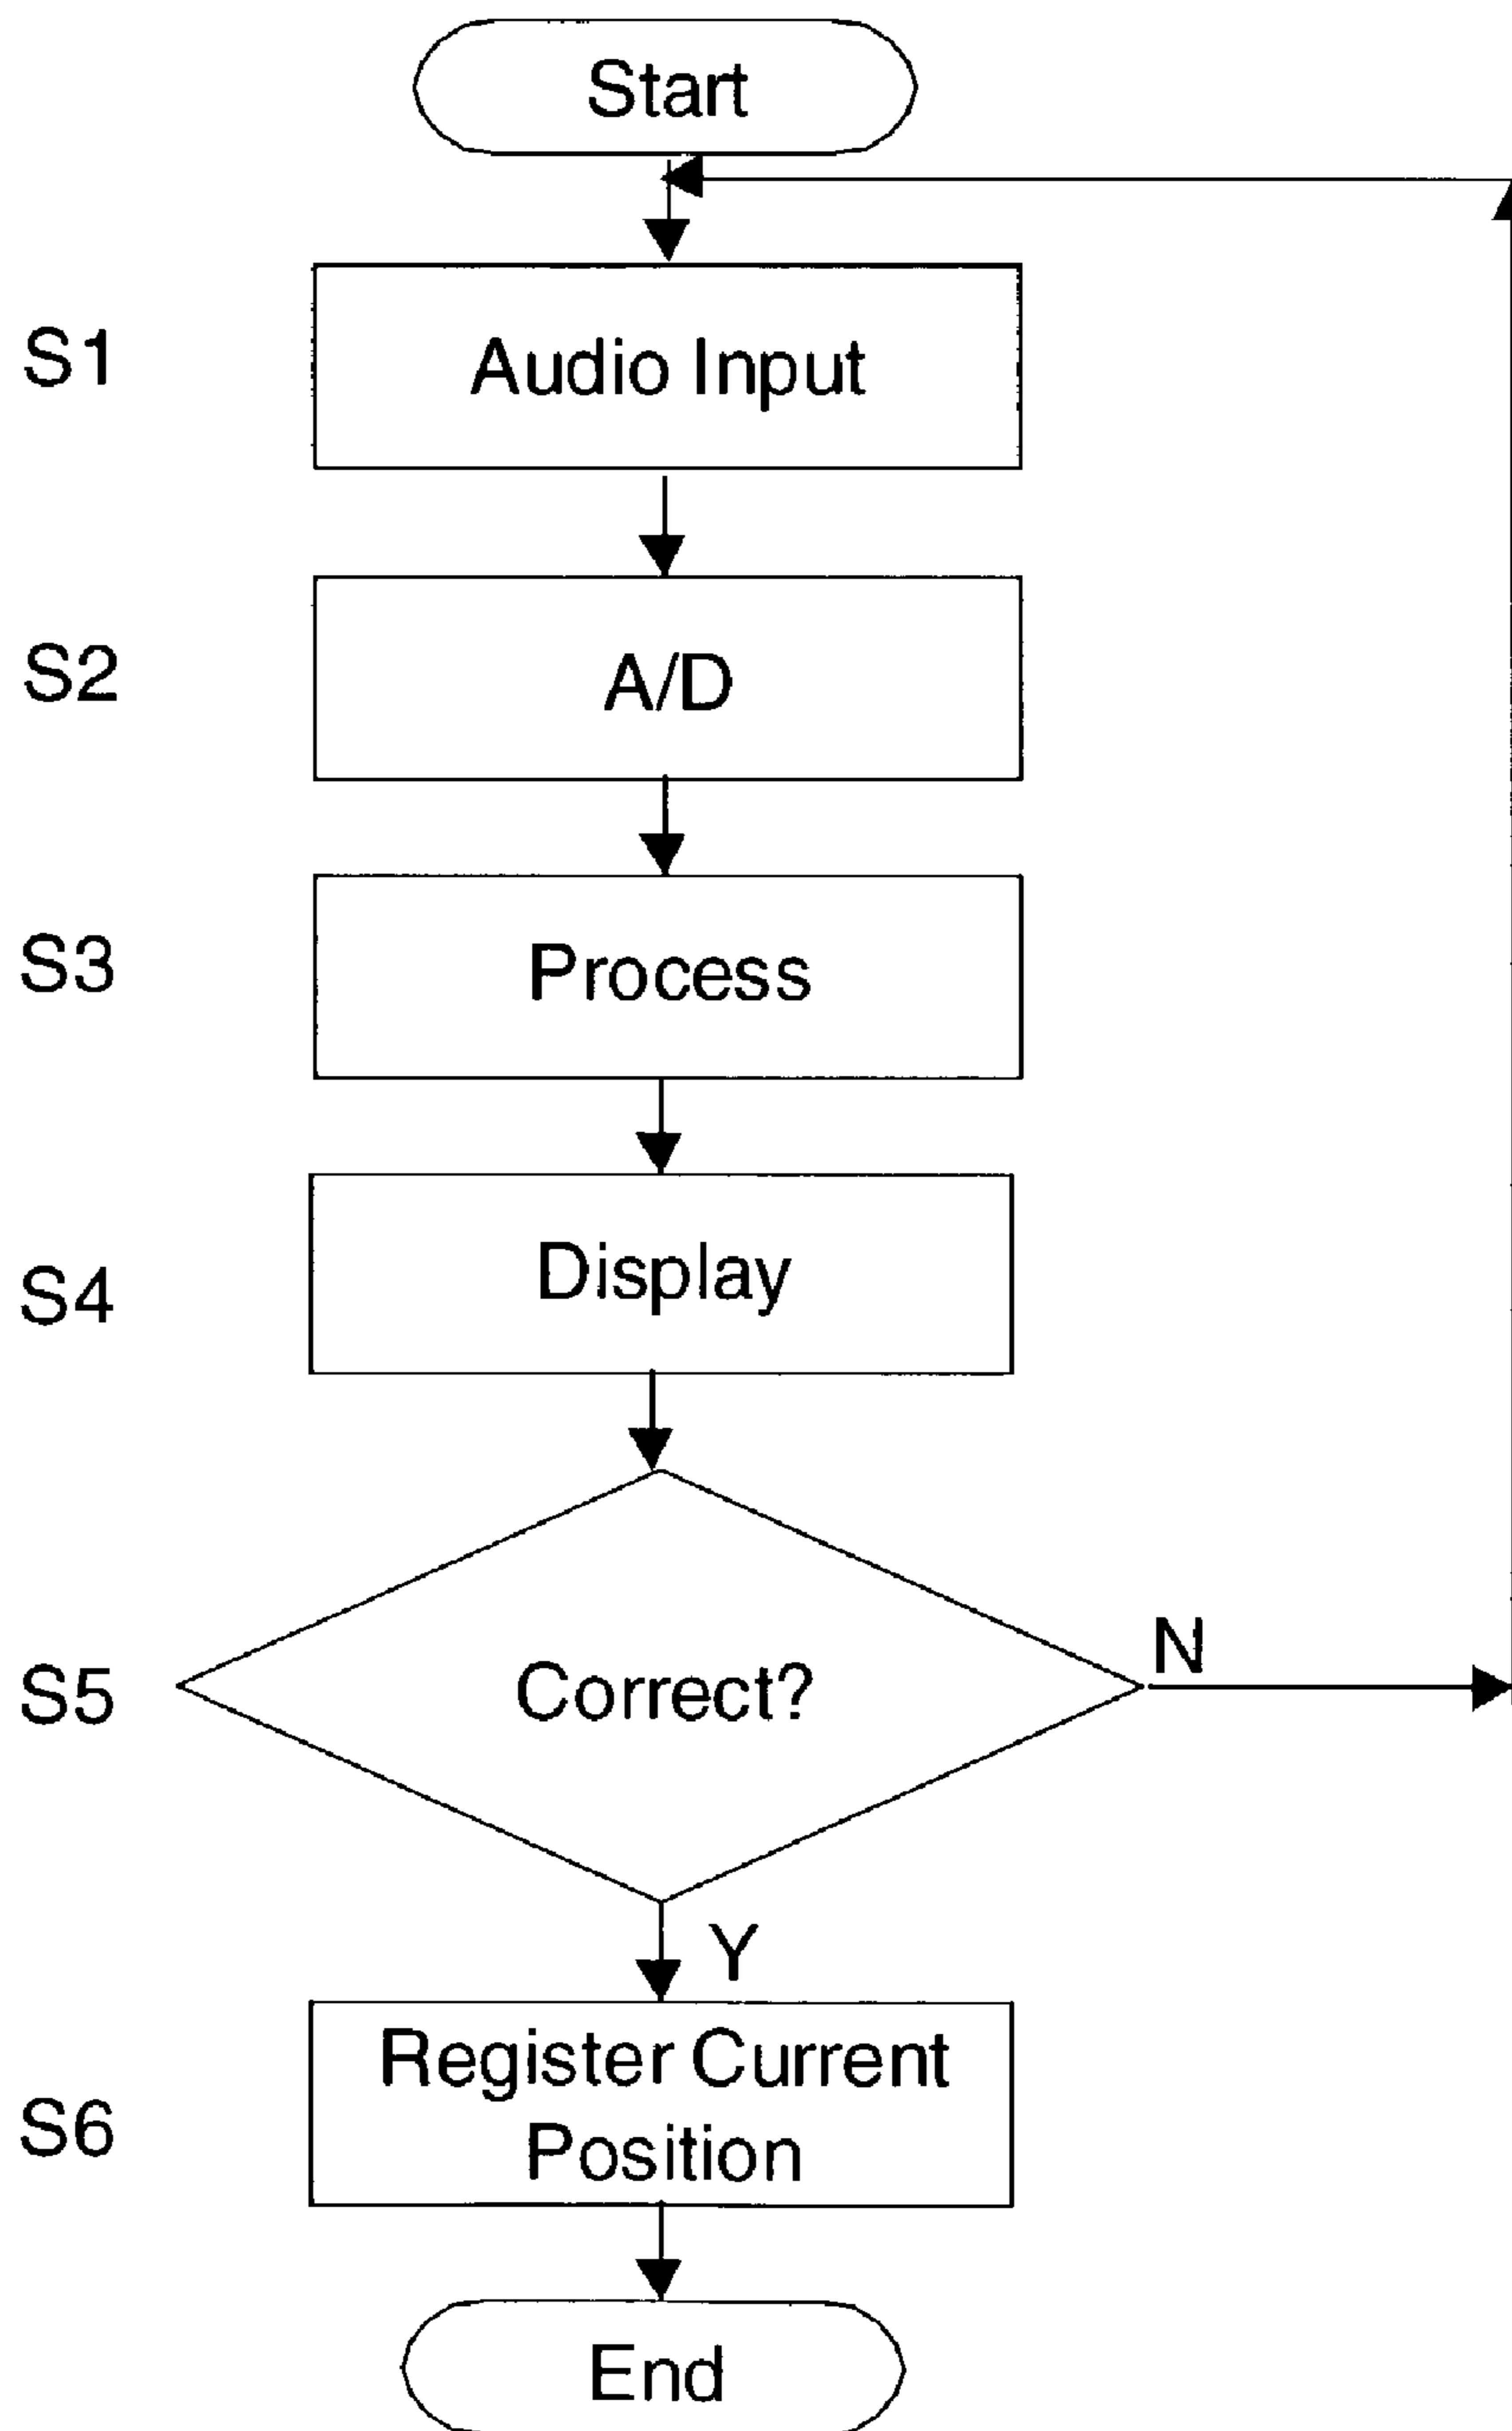 Start
S1
Audio Input
S2
A/D
S3
Process
S4
Display
S5
Correct?
N
Y
S6
Register Current
Position
End